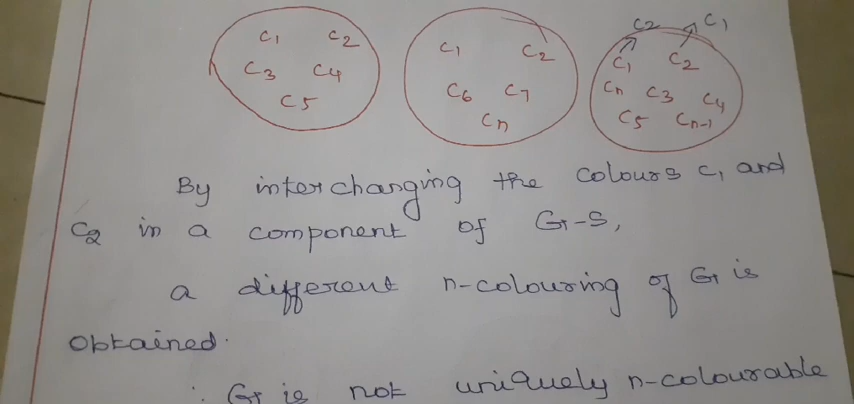 C2 C1
C1 C2 C1 C2 C1 C2
C3 C4 C6 C7 Cn C3 C4
C5 Cn C5 Cn-1
By interchanging the colours C1 and
C2 in a component of G-S,
a different n-colouring of G is
obtained.
∴ G is not uniquely n-colourable